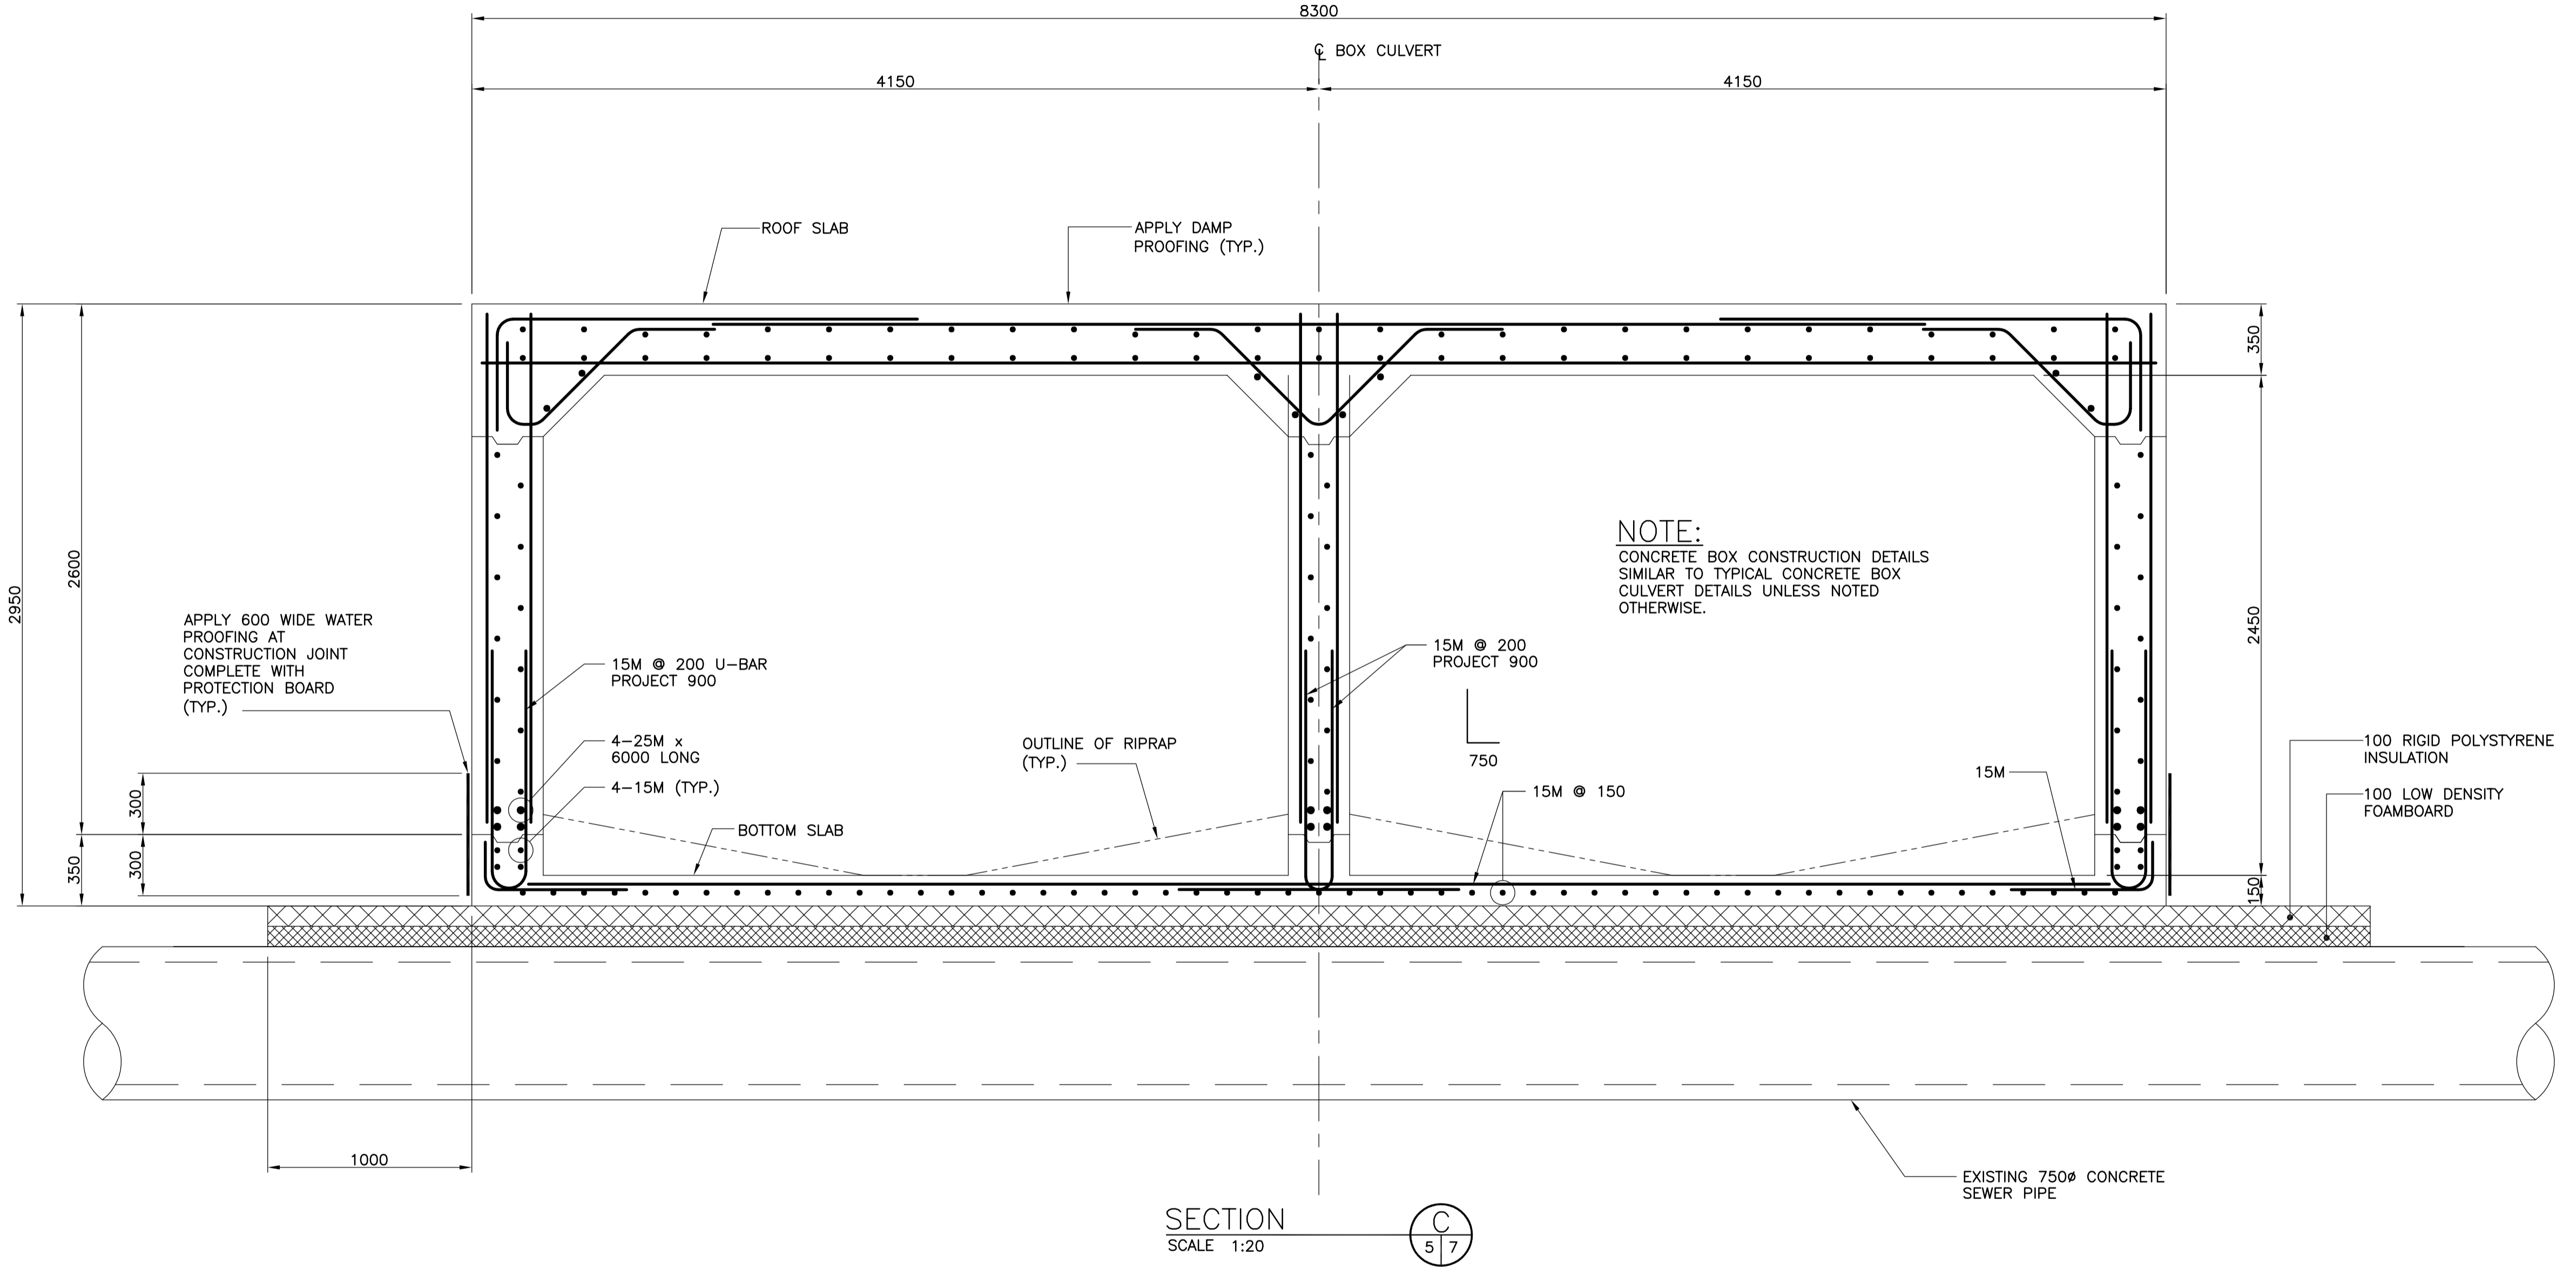 8300
℄ BOX CULVERT
4150
4150
ROOF SLAB
APPLY DAMP
PROOFING (TYP.)
350
2950
2600
NOTE:
CONCRETE BOX CONSTRUCTION DETAILS
SIMILAR TO TYPICAL CONCRETE BOX
CULVERT DETAILS UNLESS NOTED
OTHERWISE.
2450
APPLY 600 WIDE WATER
PROOFING AT
CONSTRUCTION JOINT
COMPLETE WITH
PROTECTION BOARD
(TYP.)
15M @ 200 U-BAR
PROJECT 900
15M @ 200
PROJECT 900
4-25M x
6000 LONG
4-15M (TYP.)
OUTLINE OF RIPRAP
(TYP.)
750
15M @ 150
15M
100 RIGID POLYSTYRENE
INSULATION
100 LOW DENSITY
FOAMBOARD
300
BOTTOM SLAB
350
300
150
1000
EXISTING 750ø CONCRETE
SEWER PIPE
SECTION
SCALE 1:20
C
5 7